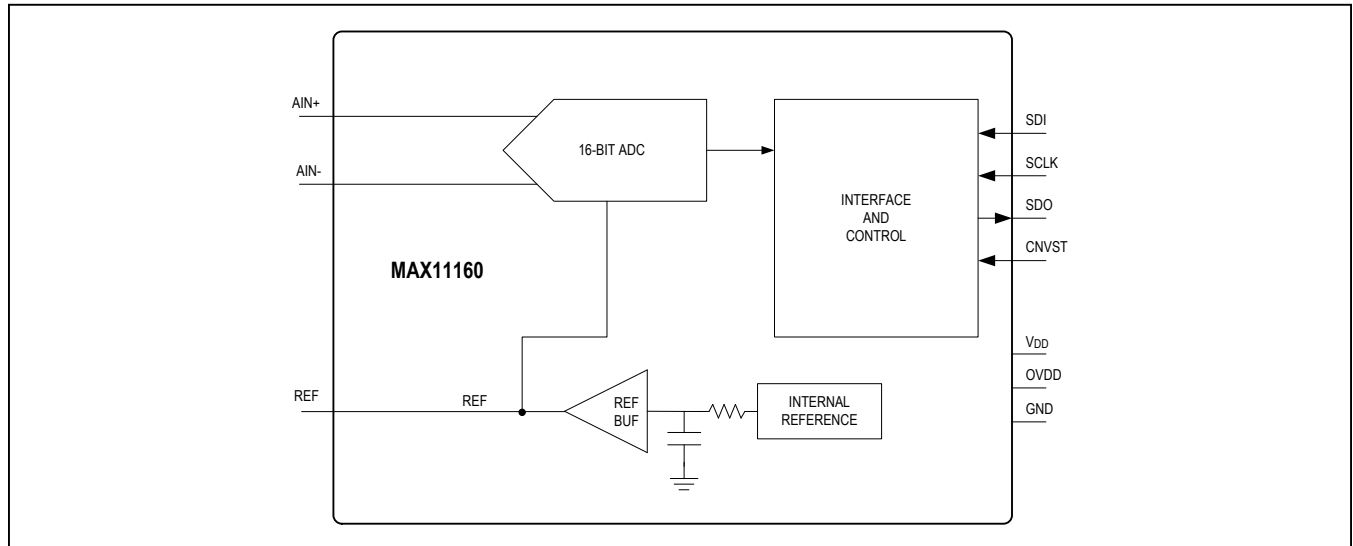 AIN+
AIN-
16-BIT ADC
MAX11160
INTERFACE
AND
CONTROL
SDI
SCLK
SDO
CNVST
VDD
OVDD
GND
REF
REF
REF
BUF
INTERNAL
REFERENCE